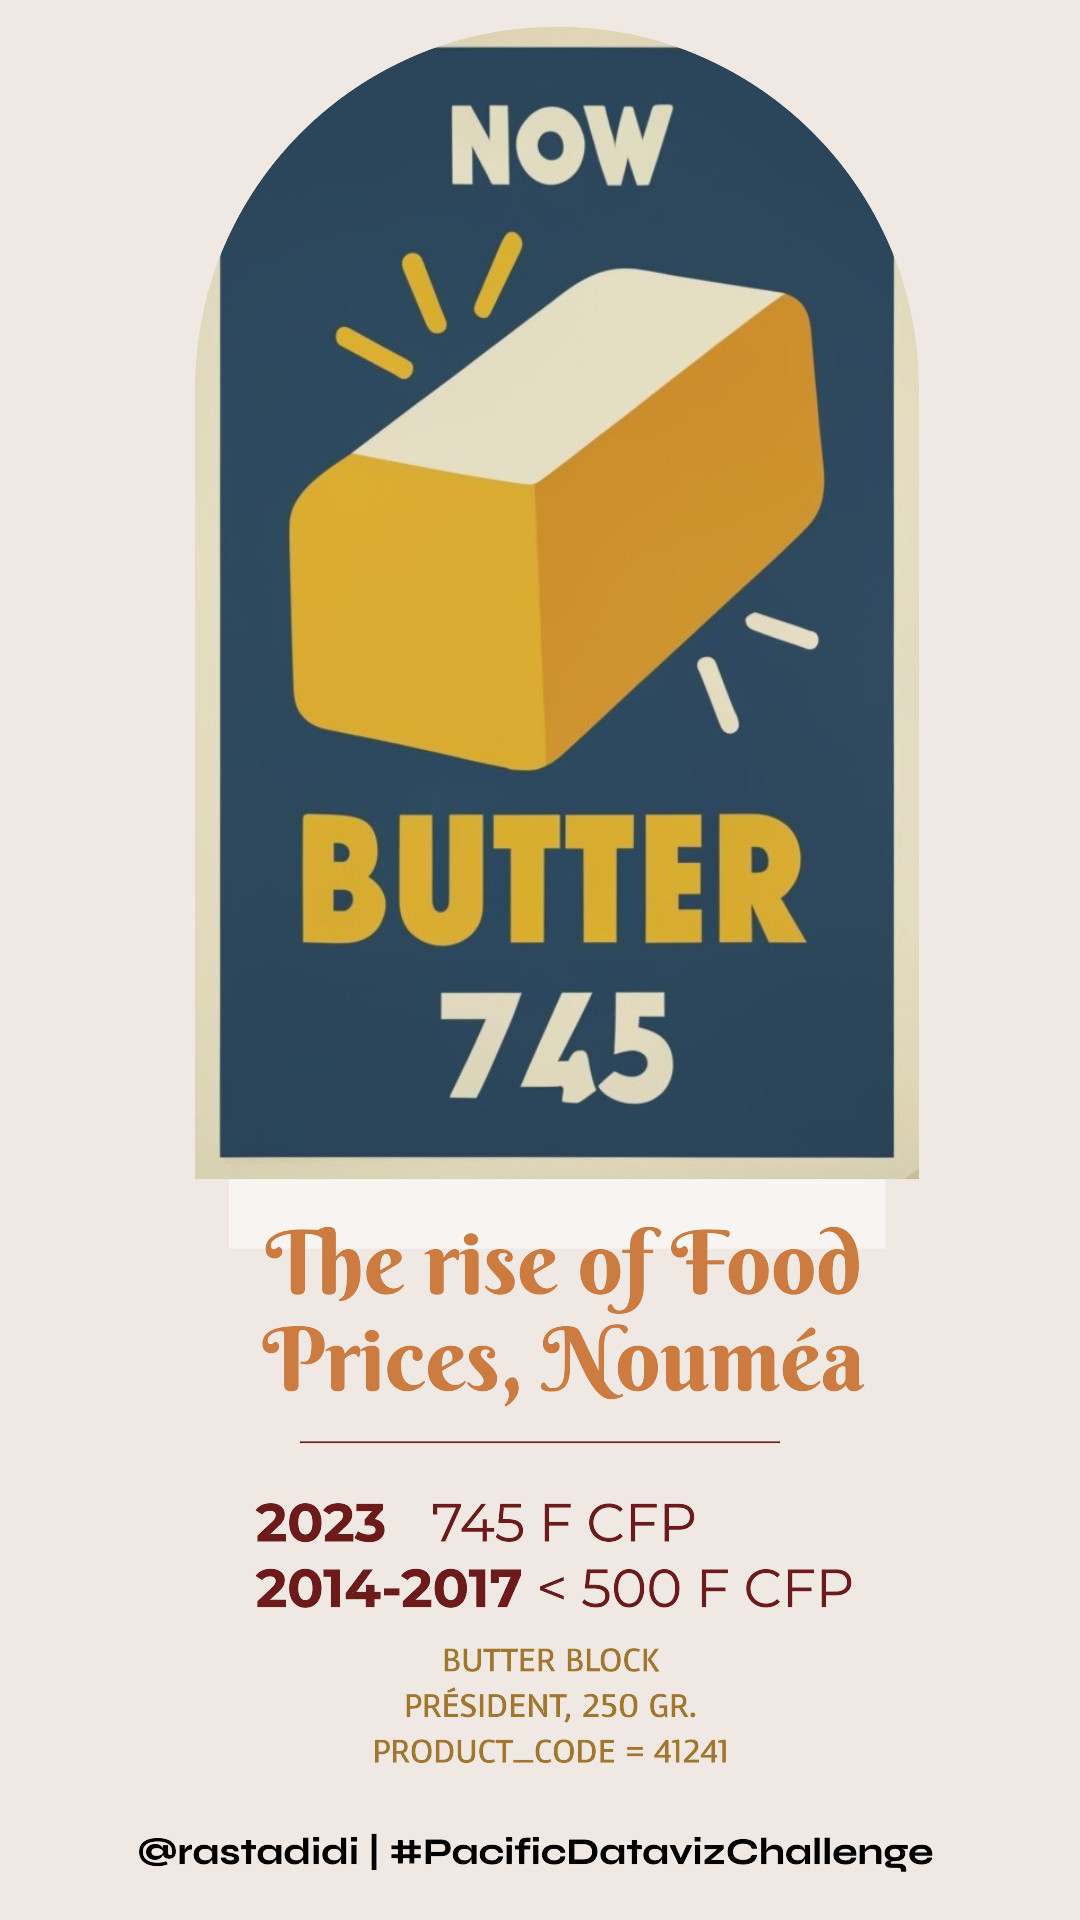 NOW
BUTTER
745
The rise of Food
Prices, Nouméa
2023 745 F CFP
2014-2017 < 500 F CFP
BUTTER BLOCK
PRÉSIDENT, 250 GR.
PRODUCT_CODE = 41241
@rastadidi | #PacificDatavizChallenge